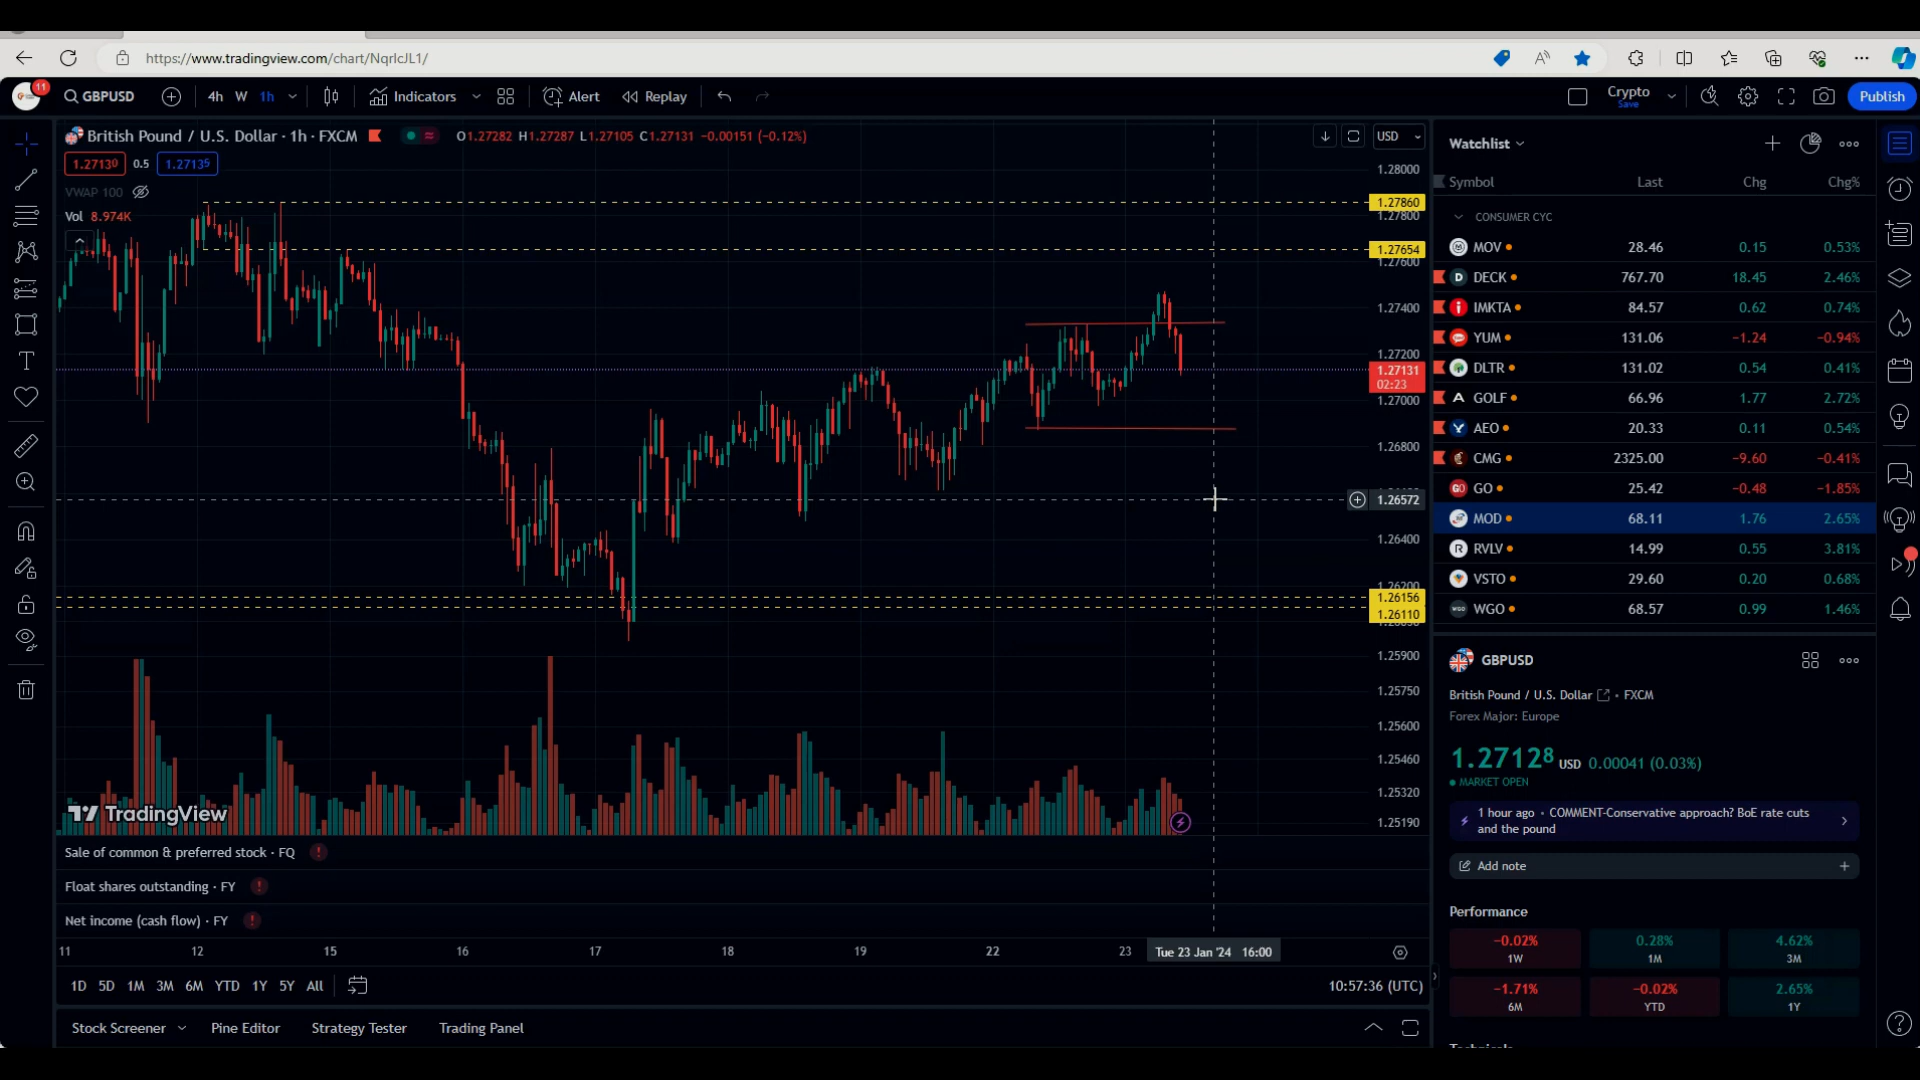 https://www.tradingview.com/chart/NqrIcJL1/
11
GBPUSD 4h W 1h Indicators Alert Replay Crypto Save Publish
British Pound / U.S. Dollar · 1h · FXCM O1.27282 H1.27287 L1.27105 C1.27131 −0.00151 (−0.12%) USD
1.27130 0.5 1.27135
VWAP 100
Vol 8.974K
1.28000
1.27860
1.27800
1.27654
1.27600
1.27400
1.27200
1.27131
02:23
1.27000
1.26800
1.26572
1.26400
1.26200
1.26156
1.26110
1.25900
1.25750
1.25600
1.25460
1.25320
1.25190
TradingView
Sale of common & preferred stock · FQ
Float shares outstanding · FY
Net income (cash flow) · FY
11 12 15 16 17 18 19 22 23 Tue 23 Jan '24 16:00
1D 5D 1M 3M 6M YTD 1Y 5Y All 10:57:36 (UTC)
Stock Screener Pine Editor Strategy Tester Trading Panel
Watchlist
Symbol Last Chg Chg%
CONSUMER CYC
MOV 28.46 0.15 0.53%
DECK 767.70 18.45 2.46%
IMKTA 84.57 0.62 0.74%
YUM 131.06 −1.24 −0.94%
DLTR 131.02 0.54 0.41%
GOLF 66.96 1.77 2.72%
AEO 20.33 0.11 0.54%
CMG 2325.00 −9.60 −0.41%
GO 25.42 −0.48 −1.85%
MOD 68.11 1.76 2.65%
RVLV 14.99 0.55 3.81%
VSTO 29.60 0.20 0.68%
WGO 68.57 0.99 1.46%
GBPUSD
British Pound / U.S. Dollar · FXCM
Forex Major: Europe
1.27128 USD 0.00041 (0.03%)
MARKET OPEN
1 hour ago · COMMENT-Conservative approach? BoE rate cuts
and the pound
Add note
Performance
−0.02% 0.28% 4.62%
1W 1M 3M
−1.71% −0.02% 2.65%
6M YTD 1Y